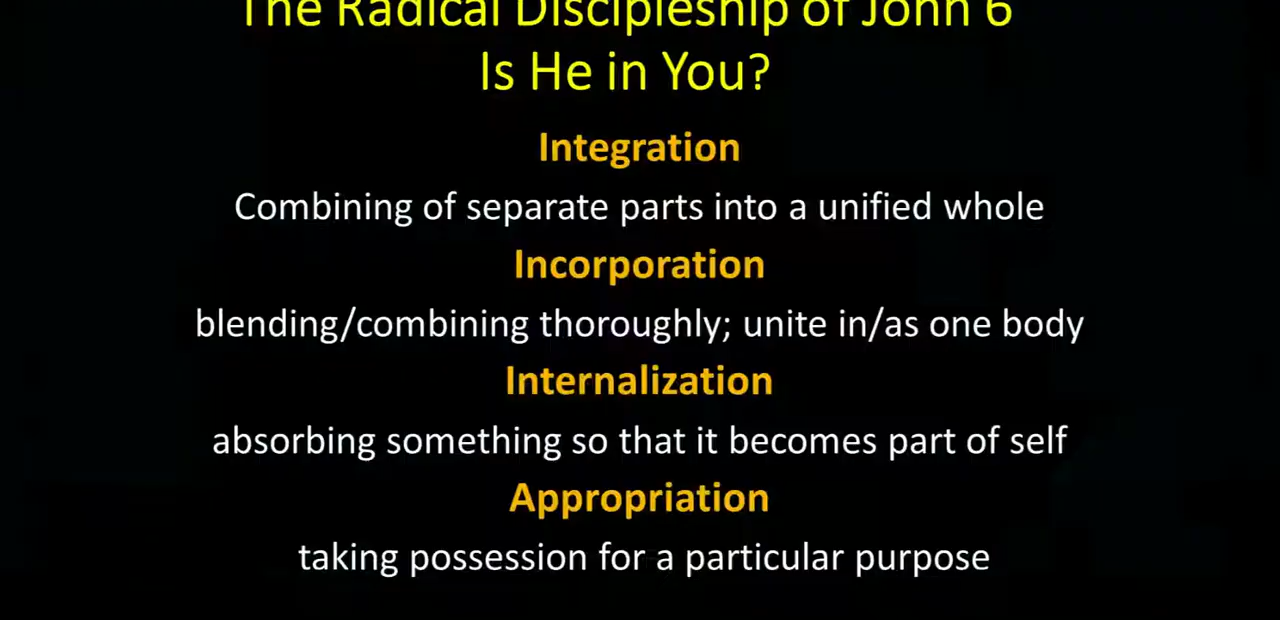 The Radical Discipleship of John 6
Is He in You?
Integration
Combining of separate parts into a unified whole
Incorporation
blending/combining thoroughly; unite in/as one body
Internalization
absorbing something so that it becomes part of self
Appropriation
taking possession for a particular purpose